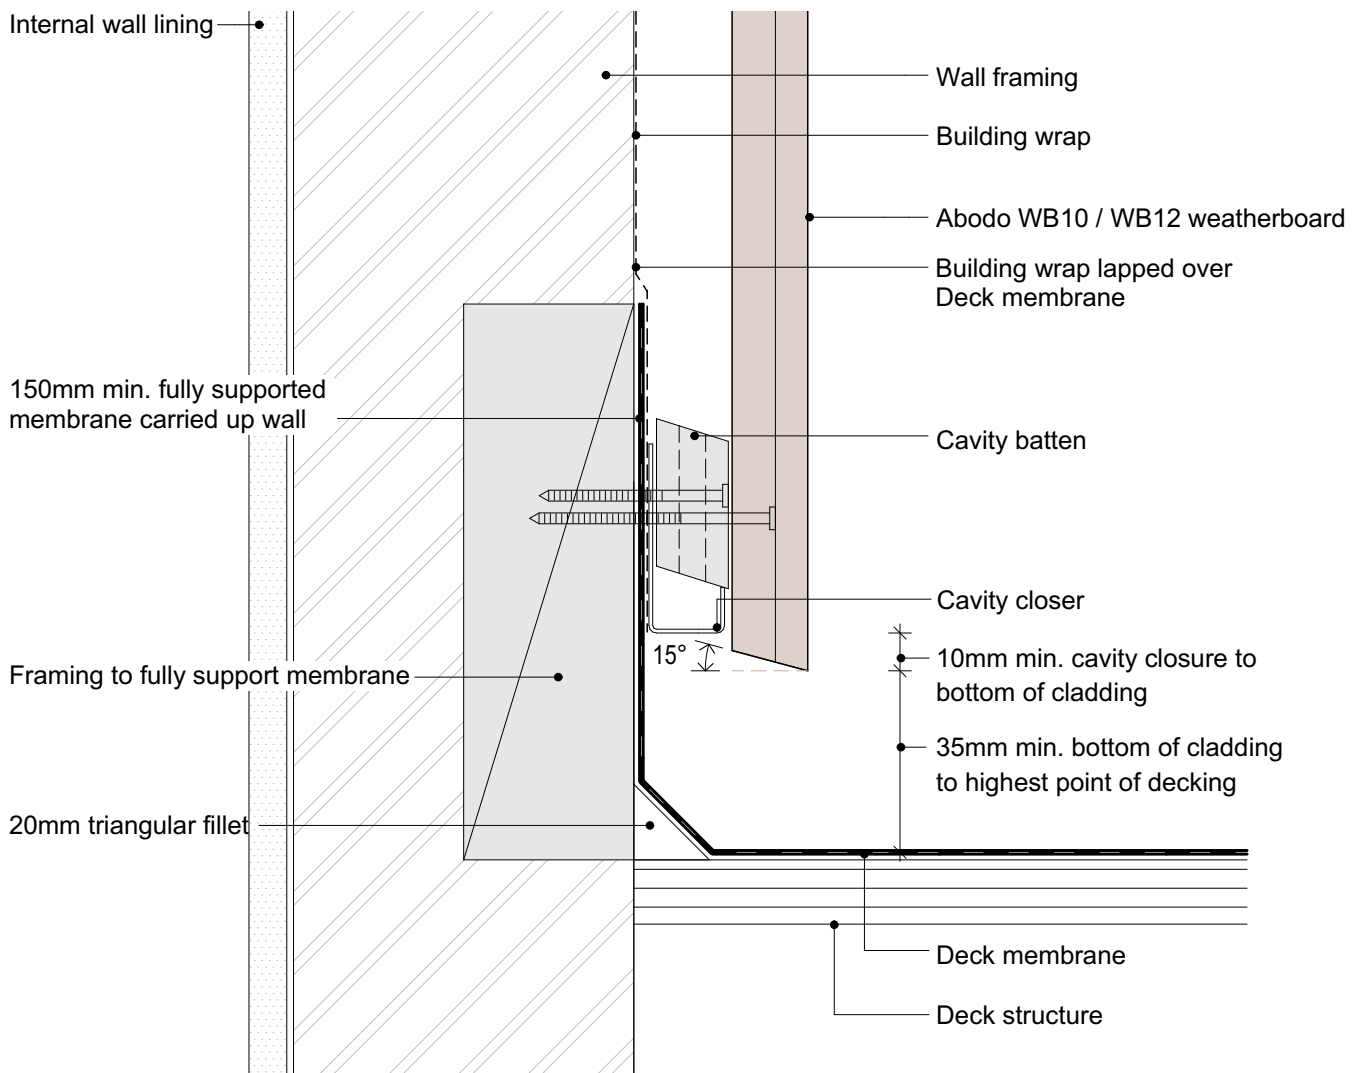 Internal wall lining
Wall framing
Building wrap
Abodo WB10 / WB12 weatherboard
Building wrap lapped over
Deck membrane
150mm min. fully supported
membrane carried up wall
Cavity batten
Cavity closer
15°
10mm min. cavity closure to
bottom of cladding
Framing to fully support membrane
35mm min. bottom of cladding
to highest point of decking
20mm triangular fillet
Deck membrane
Deck structure